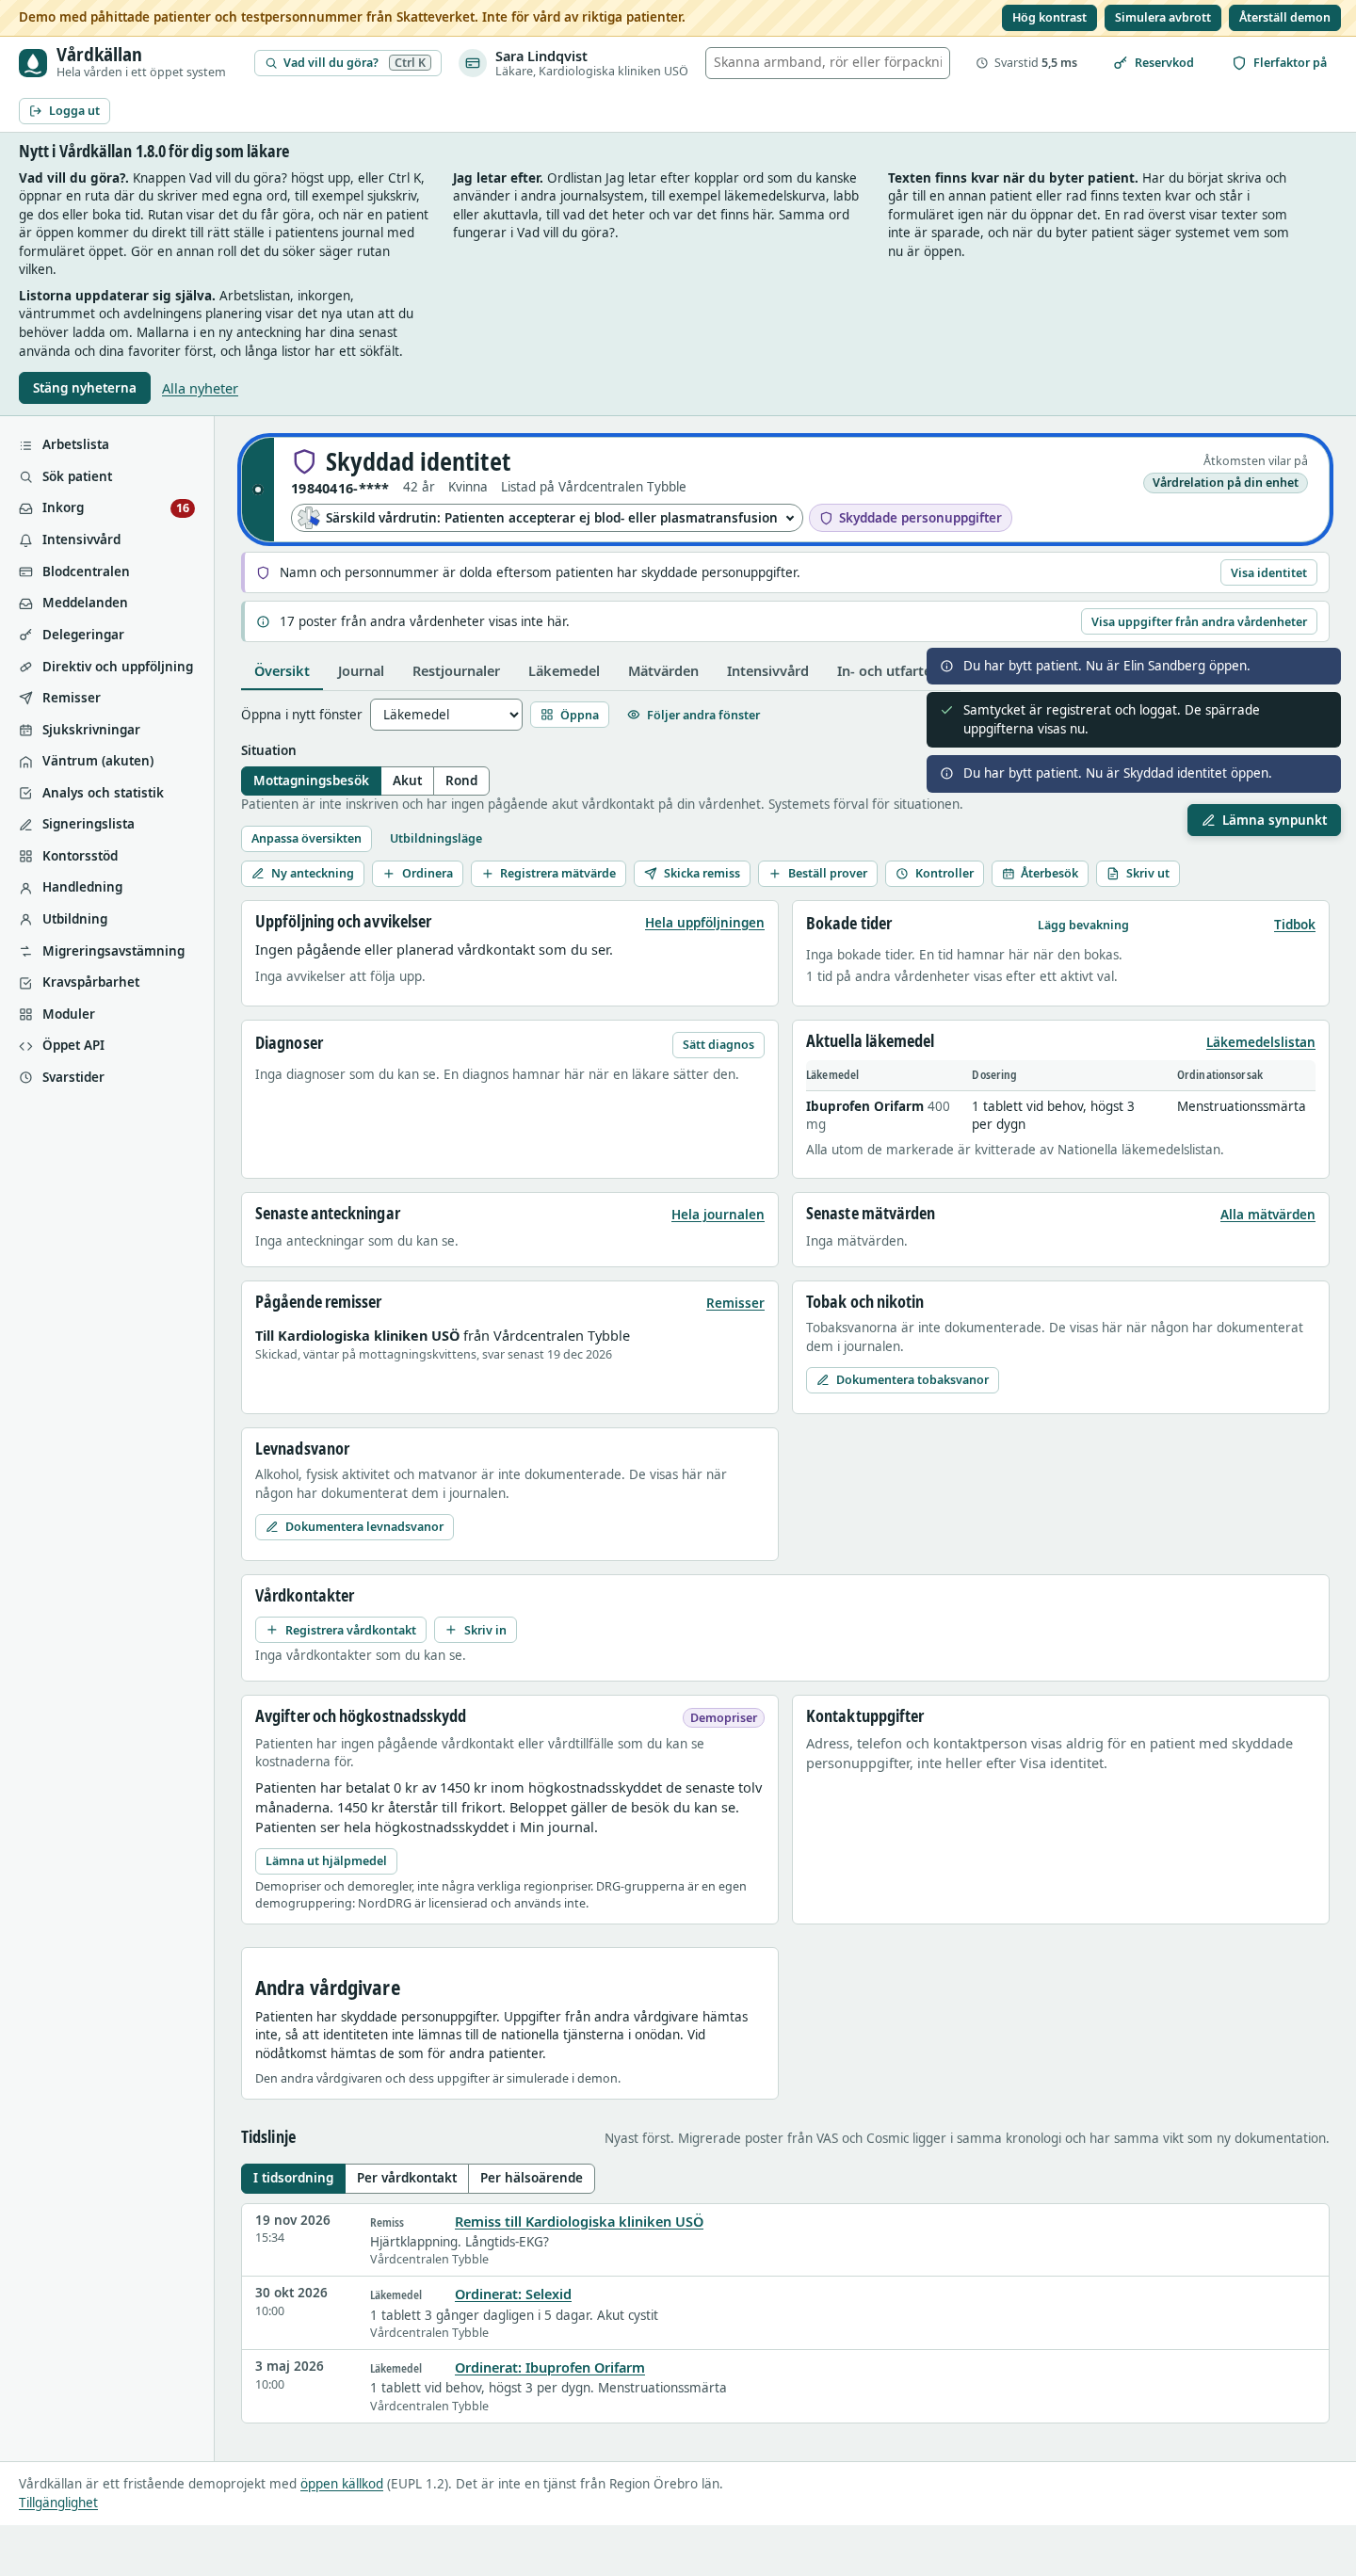 Demo med påhittade patienter och testpersonnummer från Skatteverket. Inte för vård av riktiga patienter.
Hög kontrast
Simulera avbrott
Återställ demon
Vårdkällan
Hela vården i ett öppet system
Vad vill du göra?
Ctrl K
Sara Lindqvist
Läkare, Kardiologiska kliniken USÖ
Skanna armband, rör eller förpackni
Svarstid 5,5 ms
Reservkod
Flerfaktor på
Logga ut
Nytt i Vårdkällan 1.8.0 för dig som läkare
Vad vill du göra?. Knappen Vad vill du göra? högst upp, eller Ctrl K,
öppnar en ruta där du skriver med egna ord, till exempel sjukskriv,
ge dos eller boka tid. Rutan visar det du får göra, och när en patient
är öppen kommer du direkt till rätt ställe i patientens journal med
formuläret öppet. Gör en annan roll det du söker säger rutan
vilken.
Jag letar efter. Ordlistan Jag letar efter kopplar ord som du kanske
använder i andra journalsystem, till exempel läkemedelskurva, labb
eller akuttavla, till vad det heter och var det finns här. Samma ord
fungerar i Vad vill du göra?.
Texten finns kvar när du byter patient. Har du börjat skriva och
går till en annan patient eller rad finns texten kvar och står i
formuläret igen när du öppnar det. En rad överst visar texter som
inte är sparade, och när du byter patient säger systemet vem som
nu är öppen.
Listorna uppdaterar sig själva. Arbetslistan, inkorgen,
väntrummet och avdelningens planering visar det nya utan att du
behöver ladda om. Mallarna i en ny anteckning har dina senast
använda och dina favoriter först, och långa listor har ett sökfält.
Stäng nyheterna
Alla nyheter
Arbetslista
Sök patient
Inkorg
16
Intensivvård
Blodcentralen
Meddelanden
Delegeringar
Direktiv och uppföljning
Remisser
Sjukskrivningar
Väntrum (akuten)
Analys och statistik
Signeringslista
Kontorsstöd
Handledning
Utbildning
Migreringsavstämning
Kravspårbarhet
Moduler
Öppet API
Svarstider
Skyddad identitet
19840416-****
42 år
Kvinna
Listad på Vårdcentralen Tybble
Åtkomsten vilar på
Vårdrelation på din enhet
Särskild vårdrutin: Patienten accepterar ej blod- eller plasmatransfusion
Skyddade personuppgifter
Namn och personnummer är dolda eftersom patienten har skyddade personuppgifter.
Visa identitet
17 poster från andra vårdenheter visas inte här.
Visa uppgifter från andra vårdenheter
Översikt
Journal
Restjournaler
Läkemedel
Mätvärden
Intensivvård
In- och utfarte
Du har bytt patient. Nu är Elin Sandberg öppen.
Samtycket är registrerat och loggat. De spärrade
uppgifterna visas nu.
Du har bytt patient. Nu är Skyddad identitet öppen.
Lämna synpunkt
Öppna i nytt fönster
Läkemedel
Öppna
Följer andra fönster
Situation
Mottagningsbesök
Akut
Rond
Patienten är inte inskriven och har ingen pågående akut vårdkontakt på din vårdenhet. Systemets förval för situationen.
Anpassa översikten
Utbildningsläge
Ny anteckning
Ordinera
Registrera mätvärde
Skicka remiss
Beställ prover
Kontroller
Återbesök
Skriv ut
Uppföljning och avvikelser
Hela uppföljningen
Ingen pågående eller planerad vårdkontakt som du ser.
Inga avvikelser att följa upp.
Bokade tider
Lägg bevakning
Tidbok
Inga bokade tider. En tid hamnar här när den bokas.
1 tid på andra vårdenheter visas efter ett aktivt val.
Diagnoser
Sätt diagnos
Inga diagnoser som du kan se. En diagnos hamnar här när en läkare sätter den.
Aktuella läkemedel
Läkemedelslistan
Läkemedel
Dosering
Ordinationsorsak
Ibuprofen Orifarm 400
mg
1 tablett vid behov, högst 3
per dygn
Menstruationssmärta
Alla utom de markerade är kvitterade av Nationella läkemedelslistan.
Senaste anteckningar
Hela journalen
Inga anteckningar som du kan se.
Senaste mätvärden
Alla mätvärden
Inga mätvärden.
Pågående remisser
Remisser
Till Kardiologiska kliniken USÖ från Vårdcentralen Tybble
Skickad, väntar på mottagningskvittens, svar senast 19 dec 2026
Tobak och nikotin
Tobaksvanorna är inte dokumenterade. De visas här när någon har dokumenterat
dem i journalen.
Dokumentera tobaksvanor
Levnadsvanor
Alkohol, fysisk aktivitet och matvanor är inte dokumenterade. De visas här när
någon har dokumenterat dem i journalen.
Dokumentera levnadsvanor
Vårdkontakter
Registrera vårdkontakt
Skriv in
Inga vårdkontakter som du kan se.
Avgifter och högkostnadsskydd
Demopriser
Patienten har ingen pågående vårdkontakt eller vårdtillfälle som du kan se
kostnaderna för.
Patienten har betalat 0 kr av 1450 kr inom högkostnadsskyddet de senaste tolv
månaderna. 1450 kr återstår till frikort. Beloppet gäller de besök du kan se.
Patienten ser hela högkostnadsskyddet i Min journal.
Lämna ut hjälpmedel
Demopriser och demoregler, inte några verkliga regionpriser. DRG-grupperna är en egen
demogruppering: NordDRG är licensierad och används inte.
Kontaktuppgifter
Adress, telefon och kontaktperson visas aldrig för en patient med skyddade
personuppgifter, inte heller efter Visa identitet.
Andra vårdgivare
Patienten har skyddade personuppgifter. Uppgifter från andra vårdgivare hämtas
inte, så att identiteten inte lämnas till de nationella tjänsterna i onödan. Vid
nödåtkomst hämtas de som för andra patienter.
Den andra vårdgivaren och dess uppgifter är simulerade i demon.
Tidslinje
Nyast först. Migrerade poster från VAS och Cosmic ligger i samma kronologi och har samma vikt som ny dokumentation.
I tidsordning
Per vårdkontakt
Per hälsoärende
19 nov 2026
15:34
Remiss
Remiss till Kardiologiska kliniken USÖ
Hjärtklappning. Långtids-EKG?
Vårdcentralen Tybble
30 okt 2026
10:00
Läkemedel
Ordinerat: Selexid
1 tablett 3 gånger dagligen i 5 dagar. Akut cystit
Vårdcentralen Tybble
3 maj 2026
10:00
Läkemedel
Ordinerat: Ibuprofen Orifarm
1 tablett vid behov, högst 3 per dygn. Menstruationssmärta
Vårdcentralen Tybble
Vårdkällan är ett fristående demoprojekt med öppen källkod (EUPL 1.2). Det är inte en tjänst från Region Örebro län.
Tillgänglighet